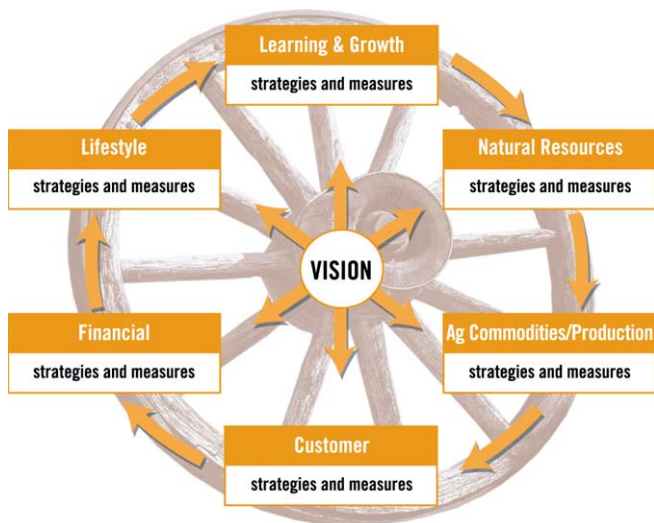 Learning & Growth
strategies and measures
Lifestyle
strategies and measures
Natural Resources
strategies and measures
VISION
Financial
strategies and measures
Ag Commodities/Production
strategies and measures
Customer
strategies and measures